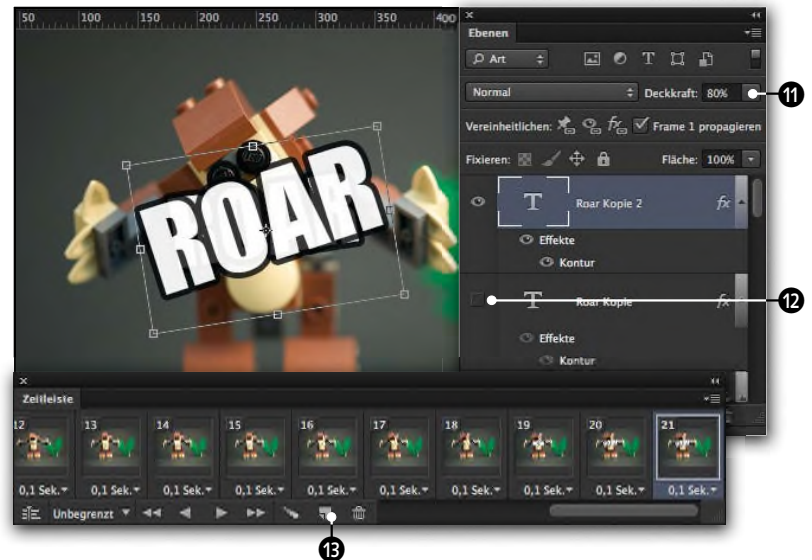 50 100 150 200 250 300 350 400
ROAR
Ebenen
Art
Normal Deckkraft: 80% 11
Vereinheitlichen: Frame 1 propagieren
Fixieren: Fläche: 100%
T Roar Kopie 2 fx
Effekte
Kontur
T Roar Kopie fx 12
Effekte
Kontur
Zeitleiste
12 13 14 15 16 17 18 19 20 21
0,1 Sek. 0,1 Sek. 0,1 Sek. 0,1 Sek. 0,1 Sek. 0,1 Sek. 0,1 Sek. 0,1 Sek. 0,1 Sek. 0,1 Sek.
Unbegrenzt
13